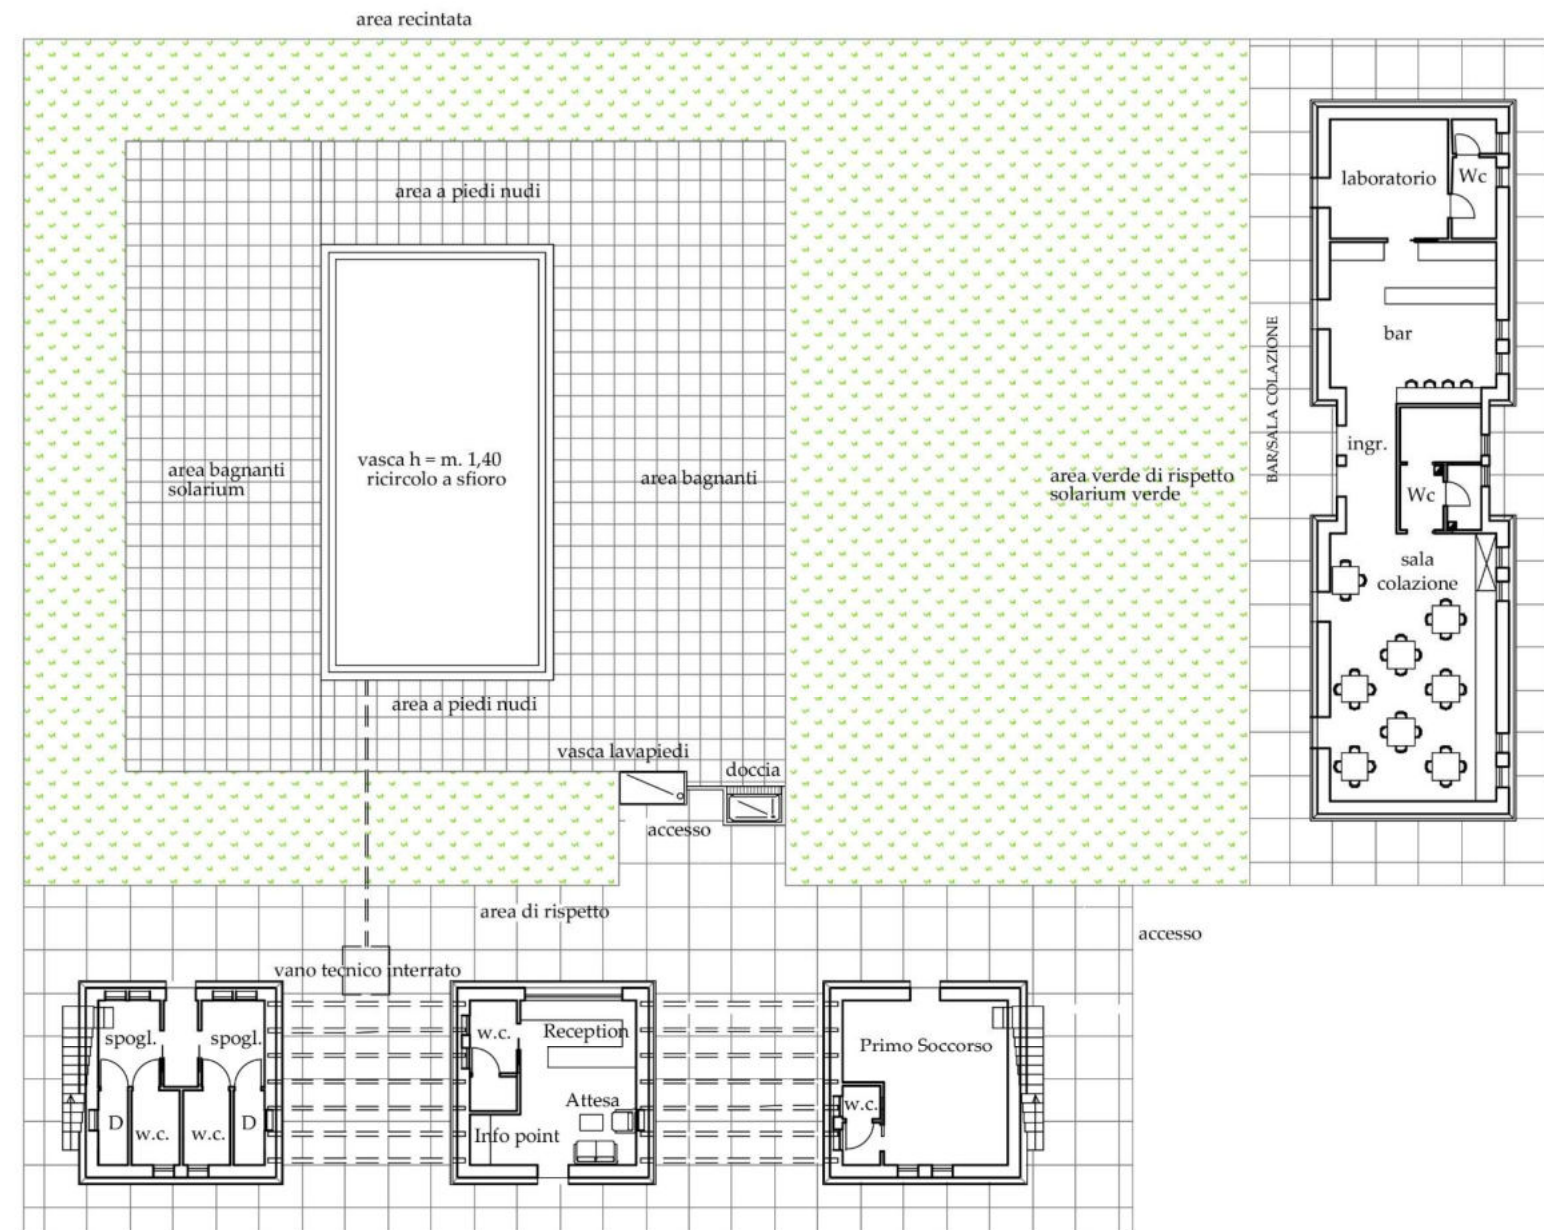 area recintata
area a piedi nudi
laboratorio
Wc
bar
BAR/SALA COLAZIONE
ingr.
vasca h = m. 1,40
ricircolo a sfioro
area bagnanti
solarium
area bagnanti
area verde di rispetto
solarium verde
Wc
sala
colazione
area a piedi nudi
vasca lavapiedi
doccia
accesso
area di rispetto
accesso
vano tecnico interrato
spogl.
spogl.
w.c.
Reception
Primo Soccorso
D
w.c.
w.c.
D
Attesa
Info point
w.c.